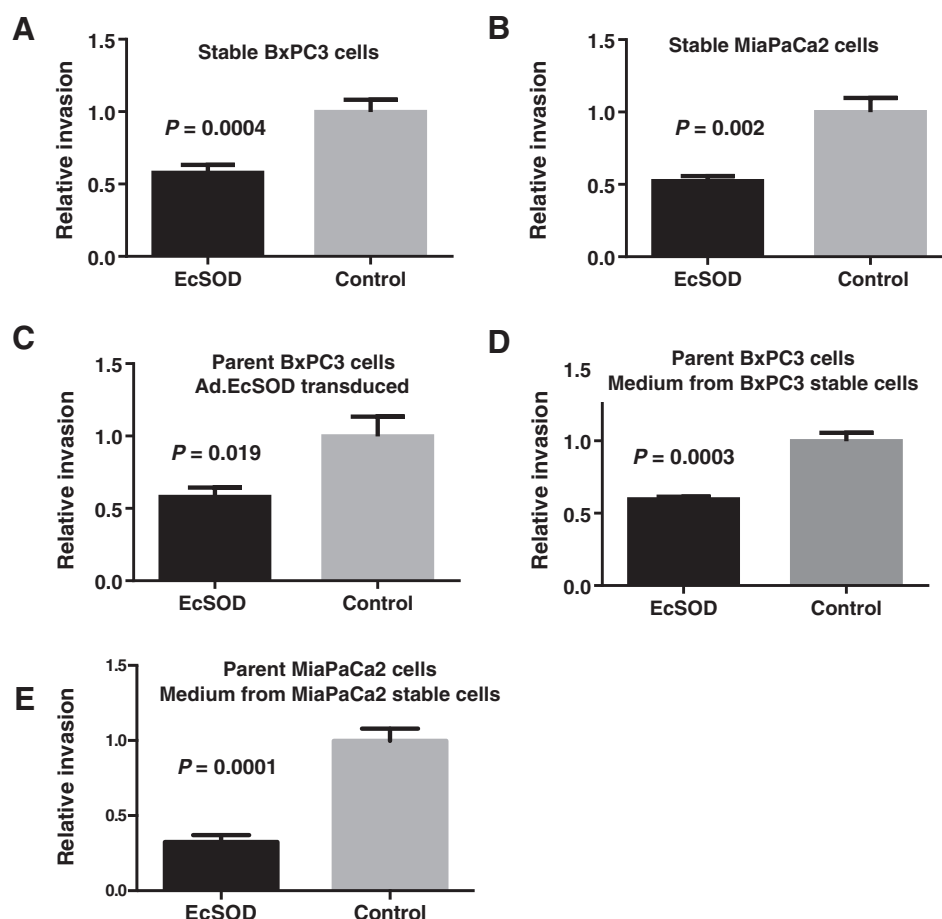 A
Stable BxPC3 cells
1.5
1.0
0.5
0.0
Relative invasion
P = 0.0004
EcSOD Control
B
Stable MiaPaCa2 cells
1.5
1.0
0.5
0.0
Relative invasion
P = 0.002
EcSOD Control
C
Parent BxPC3 cells
Ad.EcSOD transduced
1.5
1.0
0.5
0.0
Relative invasion
P = 0.019
EcSOD Control
D
Parent BxPC3 cells
Medium from BxPC3 stable cells
1.5
1.0
0.5
0.0
Relative invasion
P = 0.0003
EcSOD Control
E
Parent MiaPaCa2 cells
Medium from MiaPaCa2 stable cells
1.5
1.0
0.5
0.0
Relative invasion
P = 0.0001
EcSOD Control